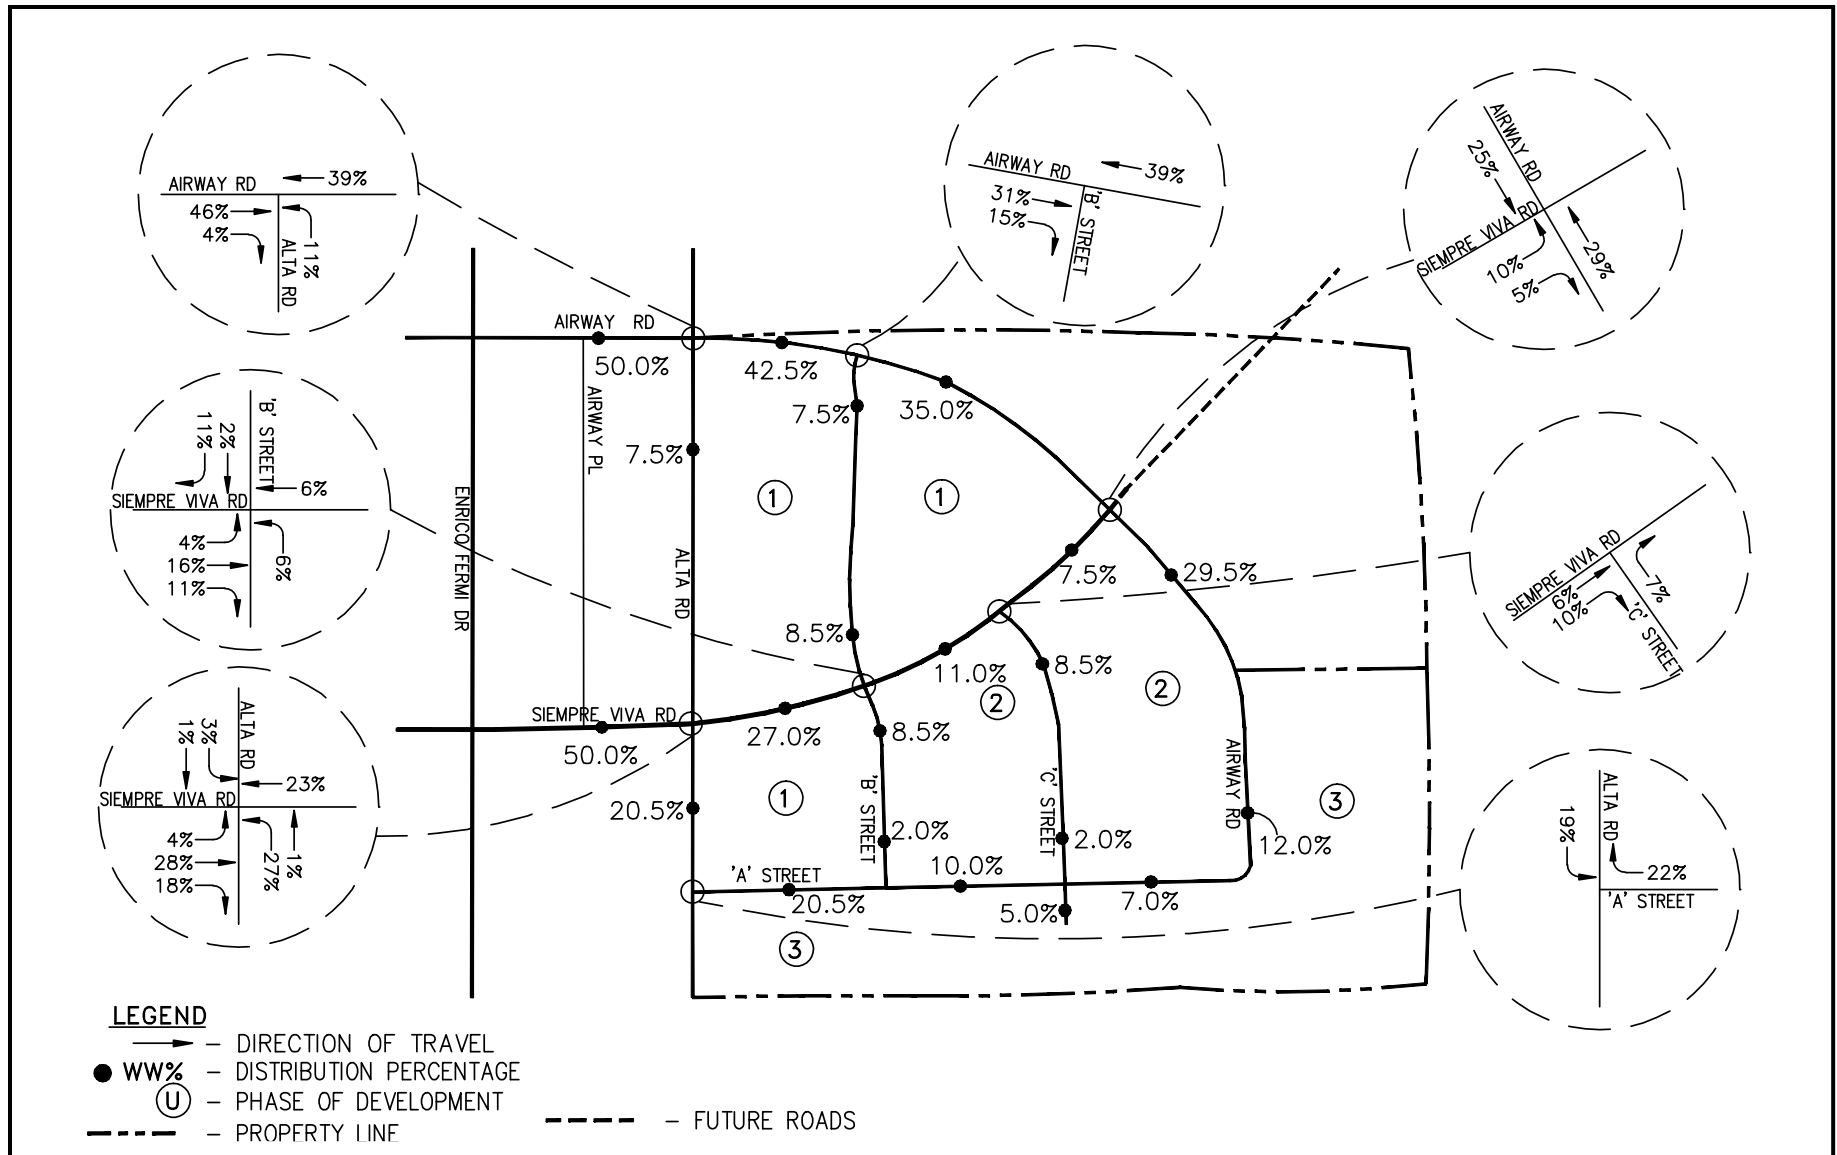 AIRWAY RD
39%
46%
4%
11%
ALTA RD
AIRWAY RD
39%
31%
15%
'B' STREET
AIRWAY RD
25%
SIEMPRE VIVA RD
10%
5%
29%
'B' STREET
11%
2%
SIEMPRE VIVA RD
6%
4%
16%
11%
6%
SIEMPRE VIVA RD
6%
10%
7%
'C' STREET
ALTA RD
1%
3%
23%
SIEMPRE VIVA RD
4%
28%
18%
27%
1%
ALTA RD
19%
22%
'A' STREET
AIRWAY RD
50.0%
42.5%
7.5%
35.0%
AIRWAY PL
7.5%
1
1
ENRICO FERMI DR
ALTA RD
7.5%
29.5%
8.5%
11.0%
8.5%
2
2
SIEMPRE VIVA RD
50.0%
27.0%
8.5%
20.5%
1
'B' STREET
2.0%
'C' STREET
2.0%
AIRWAY RD
12.0%
3
'A' STREET
20.5%
10.0%
5.0%
7.0%
3
LEGEND
– DIRECTION OF TRAVEL
WW% – DISTRIBUTION PERCENTAGE
U – PHASE OF DEVELOPMENT
– PROPERTY LINE
– FUTURE ROADS